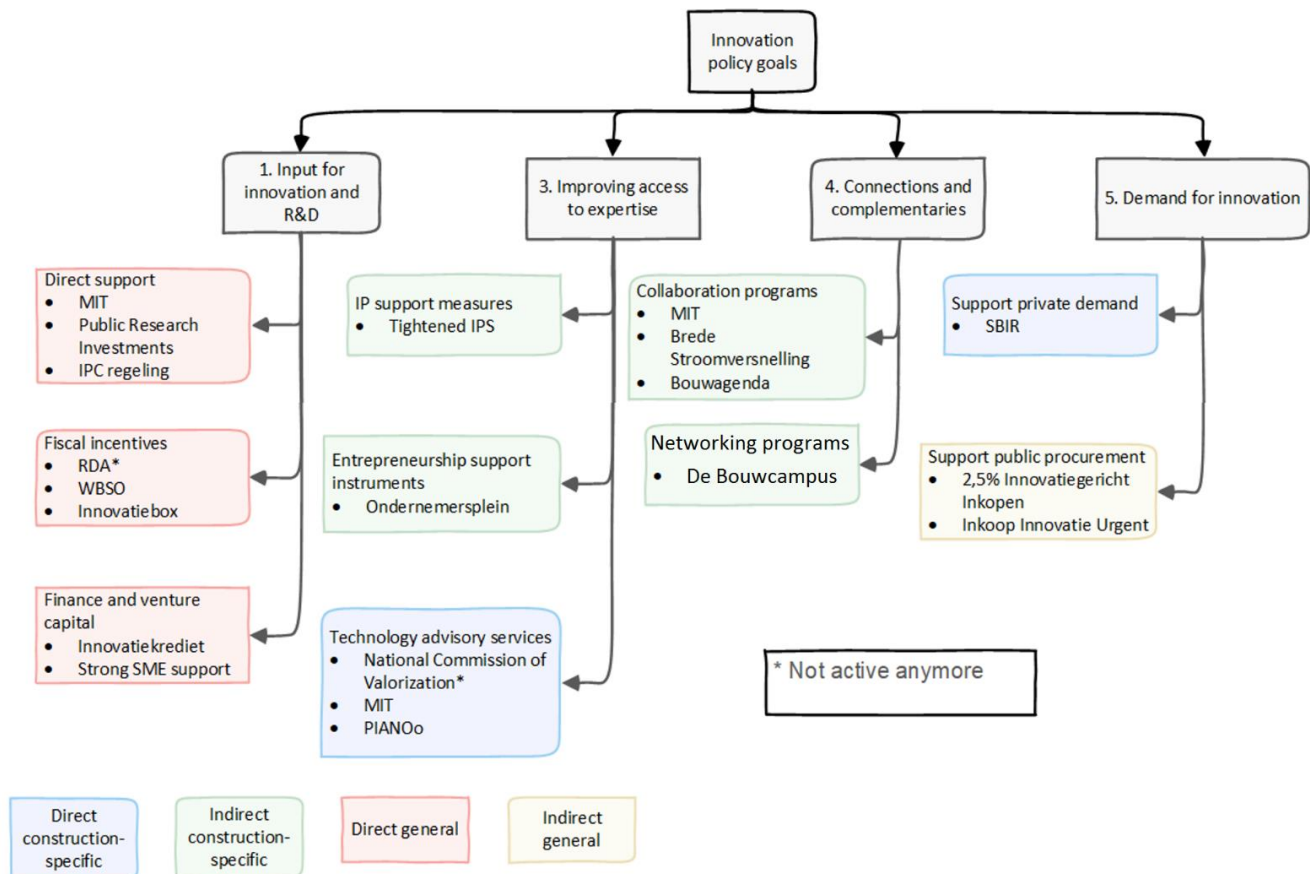 Innovation
policy goals
1. Input for
innovation and
R&D
3. Improving access
to expertise
4. Connections and
complementaries
5. Demand for innovation
Direct support
• MIT
• Public Research
Investments
• IPC regeling
Fiscal incentives
• RDA*
• WBSO
• Innovatiebox
Finance and venture
capital
• Innovatiekrediet
• Strong SME support
IP support measures
• Tightened IPS
Entrepreneurship support
instruments
• Ondernemersplein
Technology advisory services
• National Commission of
Valorization*
• MIT
• PIANOo
Collaboration programs
• MIT
• Brede
Stroomversnelling
• Bouwagenda
Networking programs
• De Bouwcampus
Support private demand
• SBIR
Support public procurement
• 2,5% Innovatiegericht
Inkopen
• Inkoop Innovatie Urgent
* Not active anymore
Direct
construction-
specific
Indirect
construction-
specific
Direct general
Indirect
general